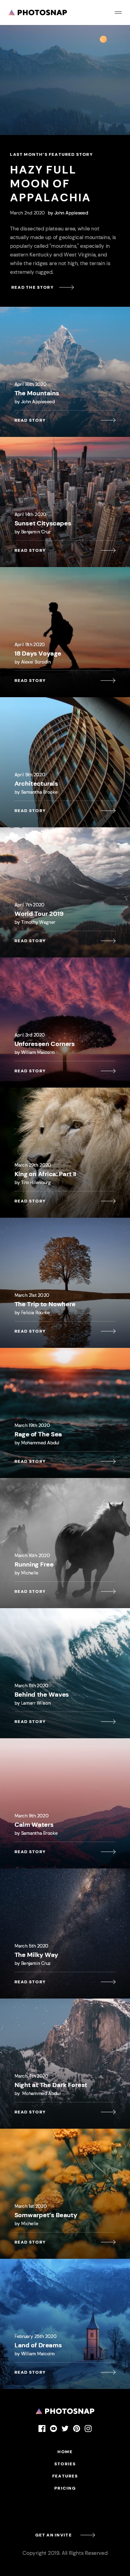 PHOTOSNAP
LAST MONTH'S FEATURED STORY
HAZY FULL
MOON OF
APPALACHIA
March 2nd 2020 by John Appleseed
The dissected plateau area, while not
actually made up of geological mountains, is
popularly called "mountains," especially in
eastern Kentucky and West Virginia, and
while the ridges are not high, the terrain is
extremely rugged.
READ THE STORY
April 16th 2020
The Mountains
by John Appleseed
READ STORY
April 14th 2020
Sunset Cityscapes
by Benjamin Cruz
READ STORY
April 11th 2020
18 Days Voyage
by Alexei Borodin
READ STORY
April 9th 2020
Architecturals
by Samantha Brooke
READ STORY
April 7th 2020
World Tour 2019
by Timothy Wagner
READ STORY
April 3rd 2020
Unforeseen Corners
by William Malcolm
READ STORY
March 29th 2020
King on Africa: Part II
by Tim Hillenburg
READ STORY
March 21st 2020
The Trip to Nowhere
by Felicia Rourke
READ STORY
March 19th 2020
Rage of The Sea
by Mohammed Abdul
READ STORY
March 16th 2020
Running Free
by Michelle
READ STORY
March 11th 2020
Behind the Waves
by Lamarr Wilson
READ STORY
March 9th 2020
Calm Waters
by Samantha Brooke
READ STORY
March 5th 2020
The Milky Way
by Benjamin Cruz
READ STORY
March 4th 2020
Night at The Dark Forest
by Mohammed Abdul
READ STORY
March 1st 2020
Somwarpet's Beauty
by Michelle
READ STORY
February 25th 2020
Land of Dreams
by William Malcolm
READ STORY
PHOTOSNAP
HOME
STORIES
FEATURES
PRICING
GET AN INVITE
Copyright 2019. All Rights Reserved